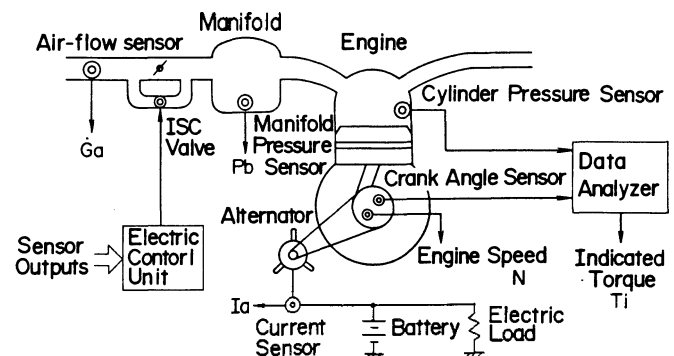 Manifold
Air-flow sensor
Engine
Cylinder Pressure Sensor
ISC
Valve
Manifold
Pressure
Sensor
Ġa
Pb
Data
Analyzer
Crank Angle Sensor
Alternator
Sensor
Outputs
Electric
Contorl
Unit
Engine Speed
N
Indicated
Torque
Ti
Ia
Current
Sensor
Battery
Electric
Load